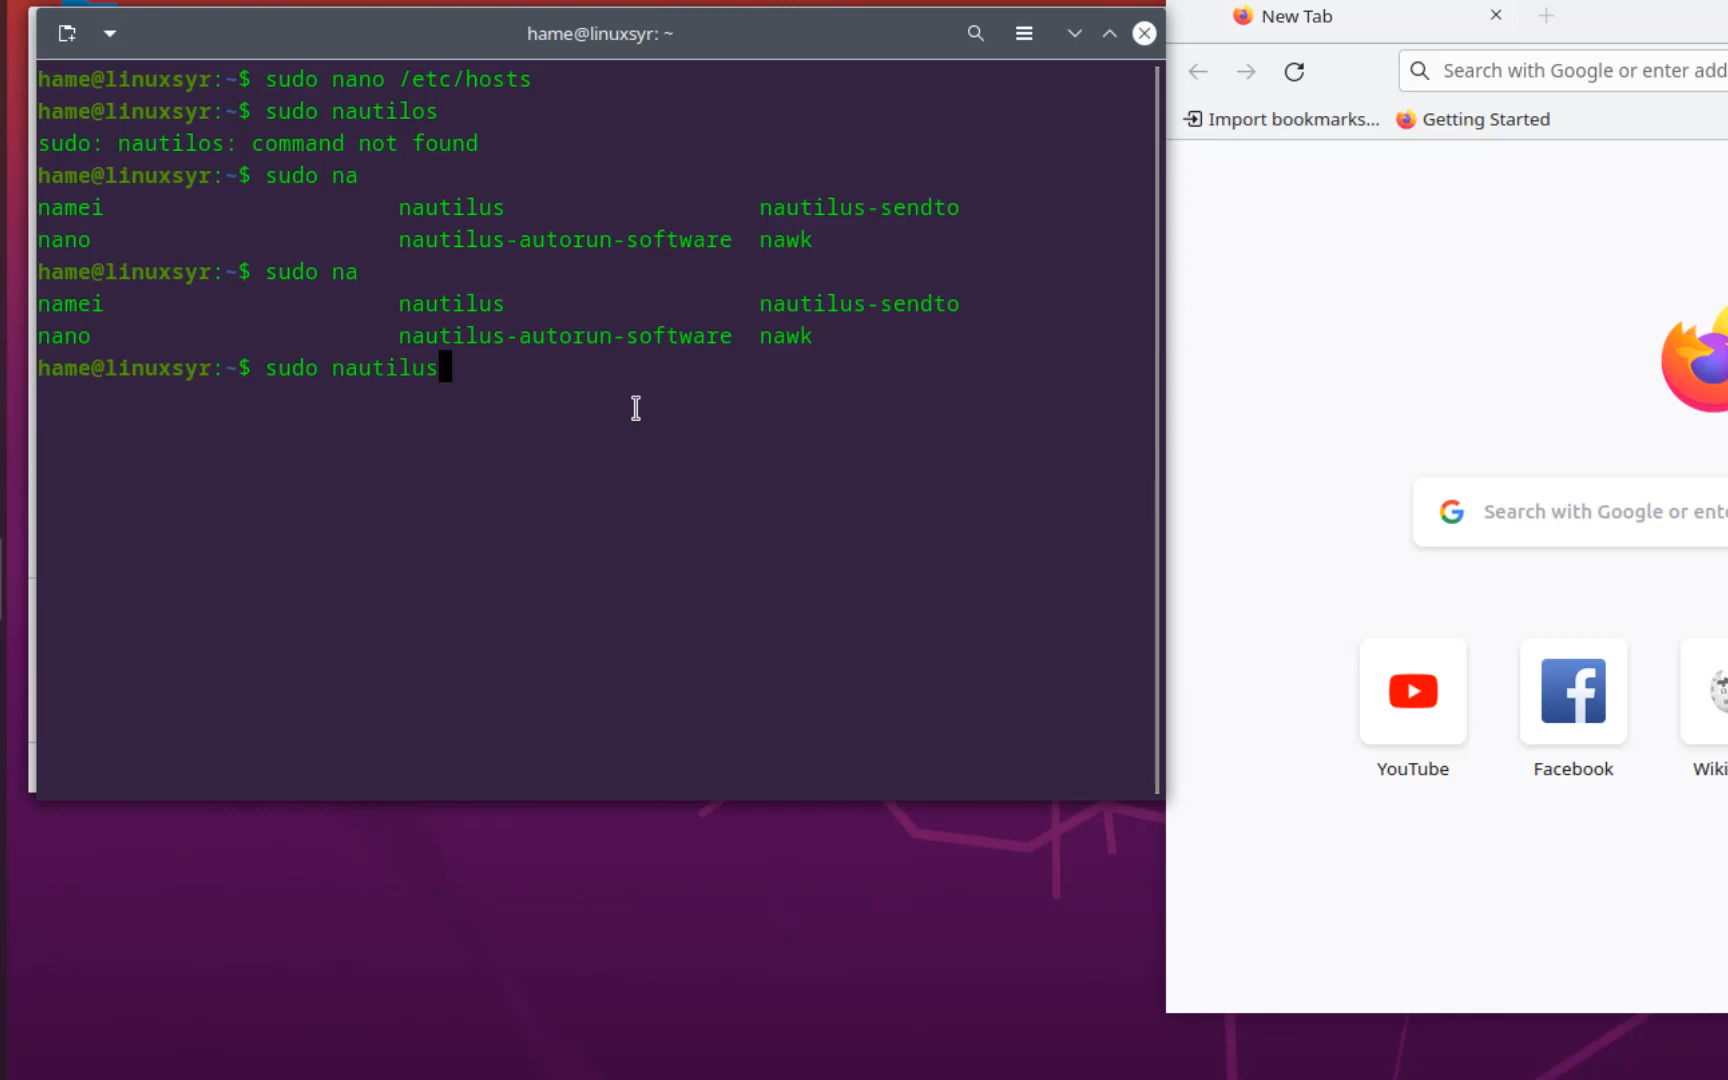 hame@linuxsyr: ~
hame@linuxsyr:~$ sudo nano /etc/hosts
hame@linuxsyr:~$ sudo nautilos
sudo: nautilos: command not found
hame@linuxsyr:~$ sudo na
namei nautilus nautilus-sendto
nano nautilus-autorun-software nawk
hame@linuxsyr:~$ sudo na
namei nautilus nautilus-sendto
nano nautilus-autorun-software nawk
hame@linuxsyr:~$ sudo nautilus
New Tab
Search with Google or enter add
Import bookmarks... Getting Started
Search with Google or ente
YouTube Facebook Wiki